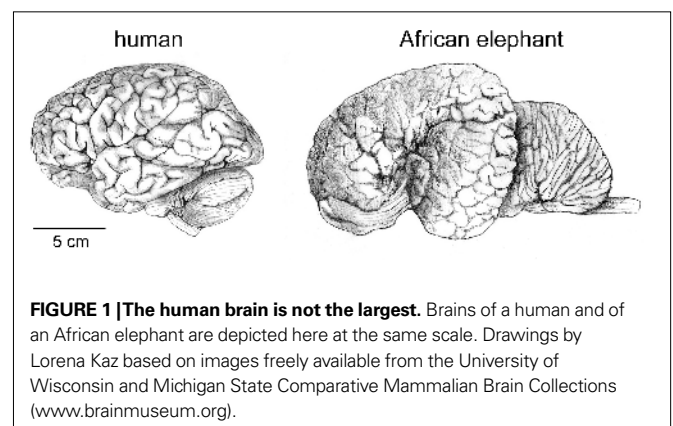 human
African elephant
5 cm
FIGURE 1 | The human brain is not the largest. Brains of a human and of
an African elephant are depicted here at the same scale. Drawings by
Lorena Kaz based on images freely available from the University of
Wisconsin and Michigan State Comparative Mammalian Brain Collections
(www.brainmuseum.org).